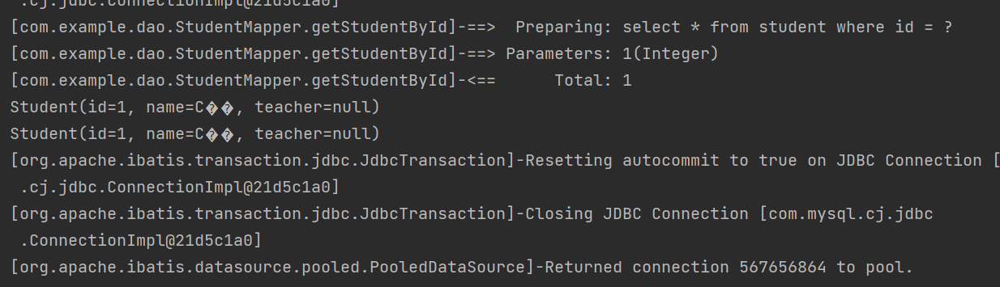 .cj.jdbc.ConnectionImpl@21d5c1a0]
[com.example.dao.StudentMapper.getStudentById]-==>  Preparing: select * from student where id = ?
[com.example.dao.StudentMapper.getStudentById]-==> Parameters: 1(Integer)
[com.example.dao.StudentMapper.getStudentById]-<==      Total: 1
Student(id=1, name=C��, teacher=null)
Student(id=1, name=C��, teacher=null)
[org.apache.ibatis.transaction.jdbc.JdbcTransaction]-Resetting autocommit to true on JDBC Connection [
.cj.jdbc.ConnectionImpl@21d5c1a0]
[org.apache.ibatis.transaction.jdbc.JdbcTransaction]-Closing JDBC Connection [com.mysql.cj.jdbc
.ConnectionImpl@21d5c1a0]
[org.apache.ibatis.datasource.pooled.PooledDataSource]-Returned connection 567656864 to pool.